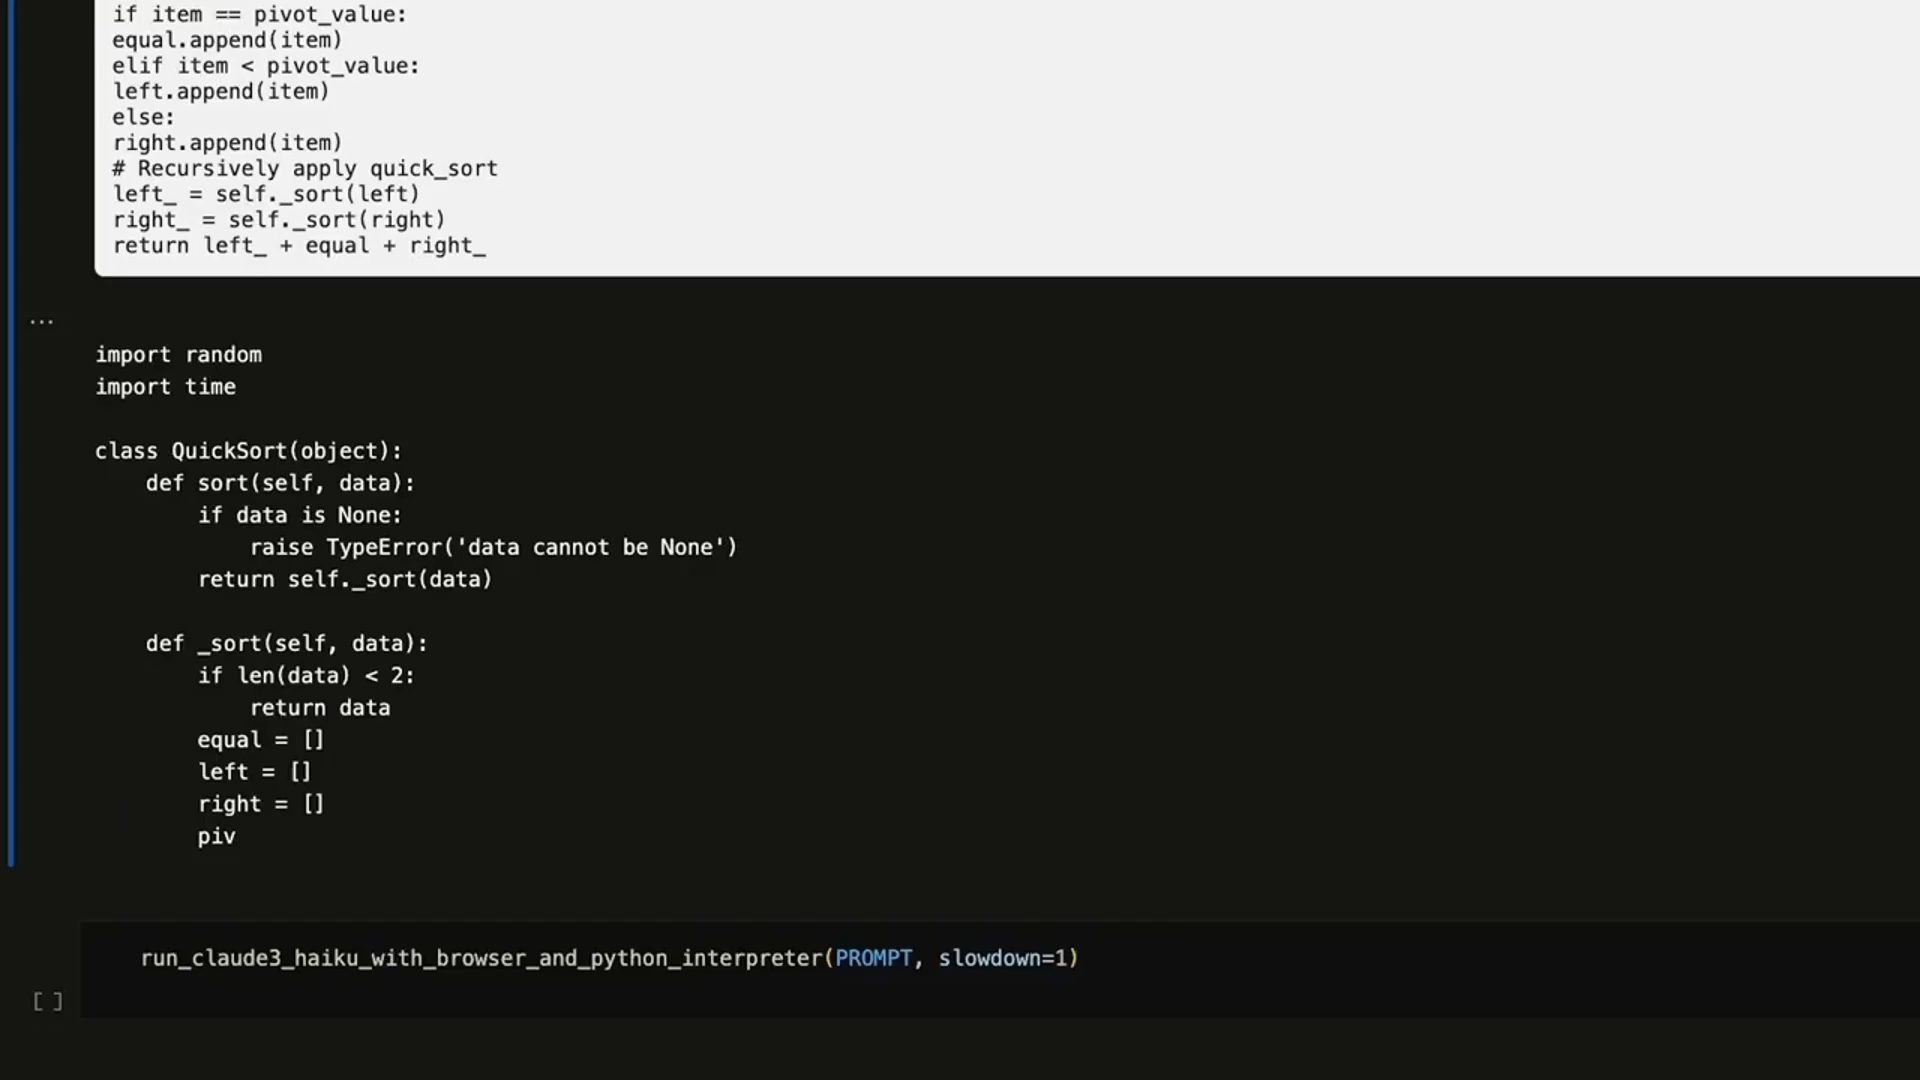 if item == pivot_value:
equal.append(item)
elif item < pivot_value:
left.append(item)
else:
right.append(item)
# Recursively apply quick_sort
left_ = self._sort(left)
right_ = self._sort(right)
return left_ + equal + right_
...
import random
import time
class QuickSort(object):
    def sort(self, data):
        if data is None:
            raise TypeError('data cannot be None')
        return self._sort(data)
    def _sort(self, data):
        if len(data) < 2:
            return data
        equal = []
        left = []
        right = []
        piv
run_claude3_haiku_with_browser_and_python_interpreter(PROMPT, slowdown=1)
[ ]